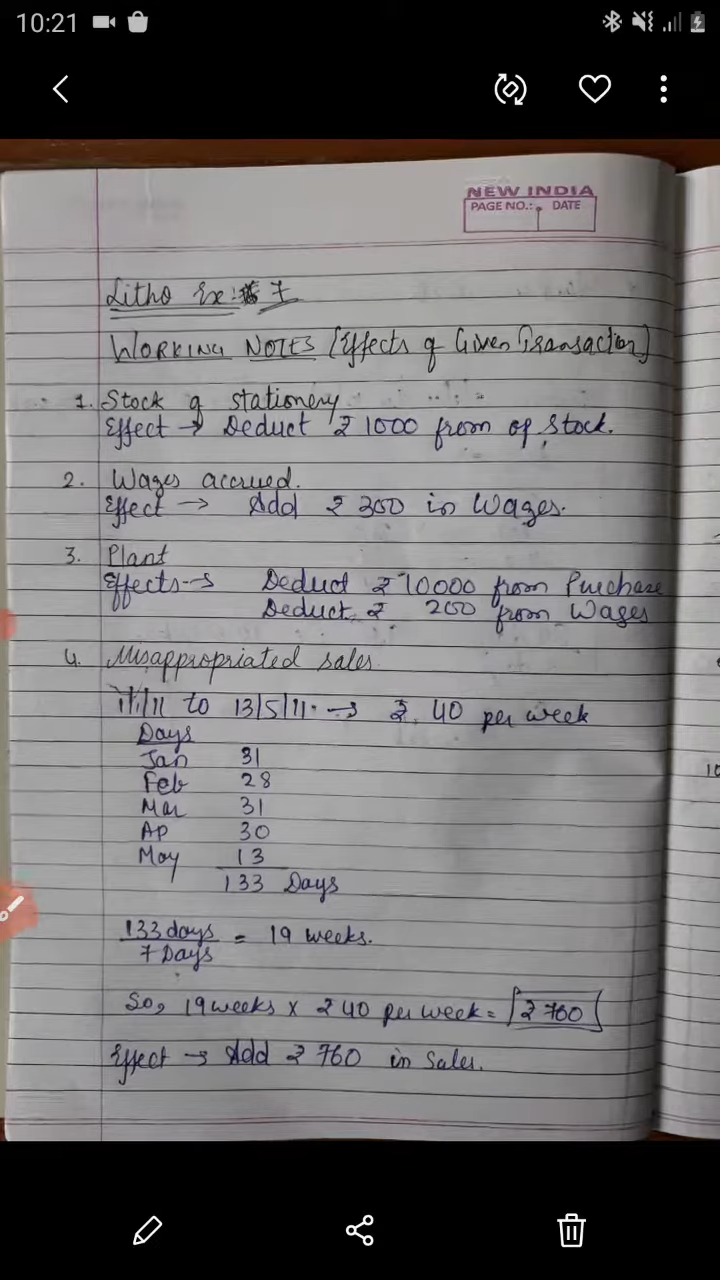 10:21
NEW INDIA
PAGE NO.: DATE
Litho Ex: 7
WORKING NOTES [Effects of Given Transaction]
1. Stock of stationery
Effect → Deduct ₹ 1000 from op stock.
2. Wages accrued.
Effect → Add ₹ 300 in Wages.
3. Plant
Effects → Deduct ₹ 10000 from Purchase
Deduct ₹ 200 from Wages
4. Misappropriated sales
1/1/11 to 13/5/11. → ₹ 40 per week
Days
Jan 31
Feb 28
Mar 31
Ap 30
May 13
133 Days
133 days
7 Days
= 19 weeks.
So, 19 weeks x ₹ 40 per week = ₹ 760
Effect → Add ₹ 760 in Sales.
10